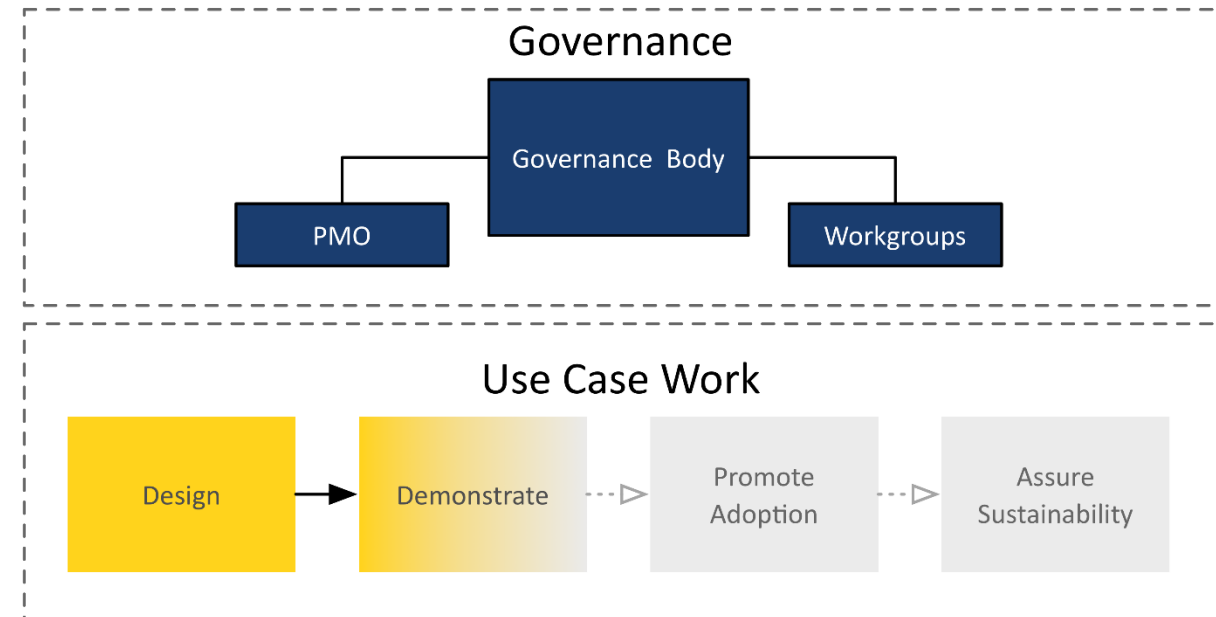 Governance
Governance Body
PMO
Workgroups
Use Case Work
Design
Demonstrate
Promote
Adoption
Assure
Sustainability